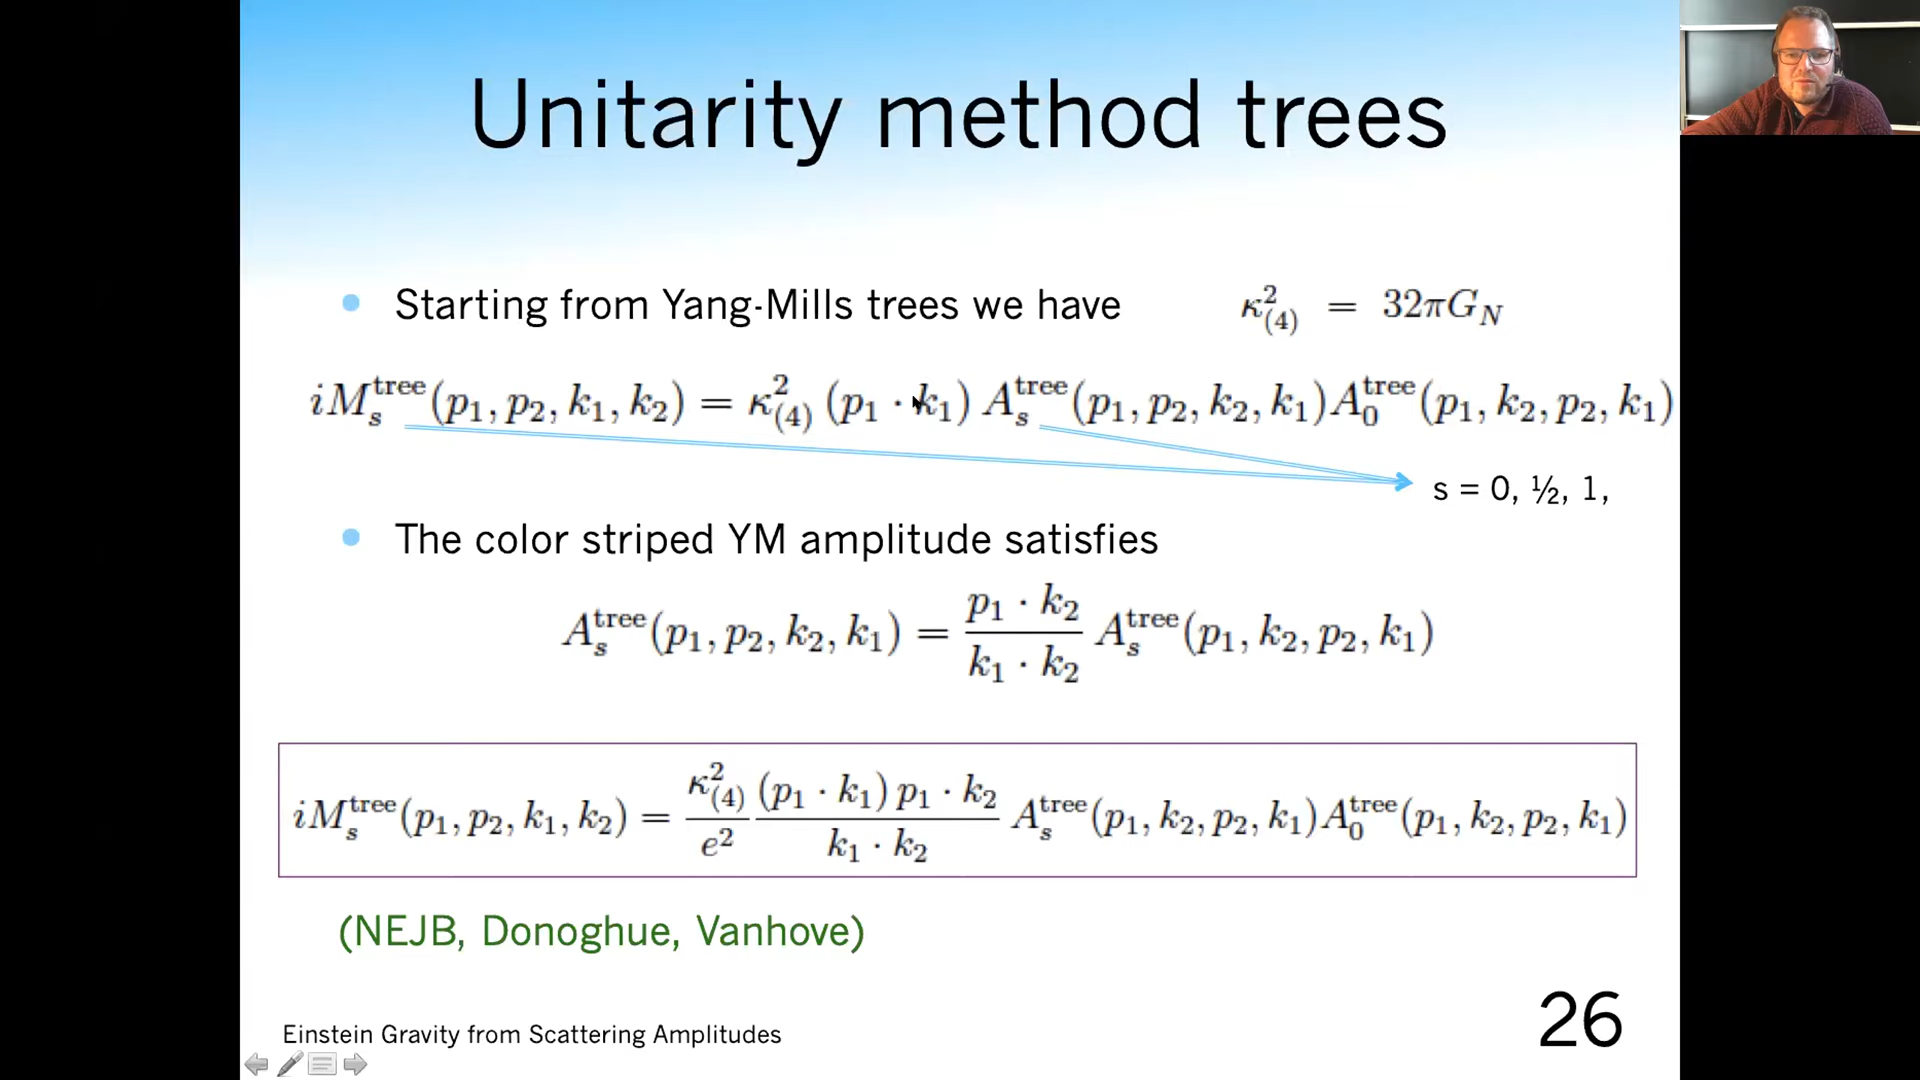 Unitarity method trees
• Starting from Yang-Mills trees we have κ²₍₄₎ = 32πG_N
iM_s^tree(p₁, p₂, k₁, k₂) = κ²₍₄₎ (p₁ · k₁) A_s^tree(p₁, p₂, k₂, k₁)A_0^tree(p₁, k₂, p₂, k₁)
s = 0, ½, 1,
• The color striped YM amplitude satisfies
A_s^tree(p₁, p₂, k₂, k₁) = \frac{p₁ · k₂}{k₁ · k₂} A_s^tree(p₁, k₂, p₂, k₁)
iM_s^tree(p₁, p₂, k₁, k₂) = \frac{κ²₍₄₎}{e²} \frac{(p₁ · k₁) p₁ · k₂}{k₁ · k₂} A_s^tree(p₁, k₂, p₂, k₁)A_0^tree(p₁, k₂, p₂, k₁)
(NEJB, Donoghue, Vanhove)
Einstein Gravity from Scattering Amplitudes
26